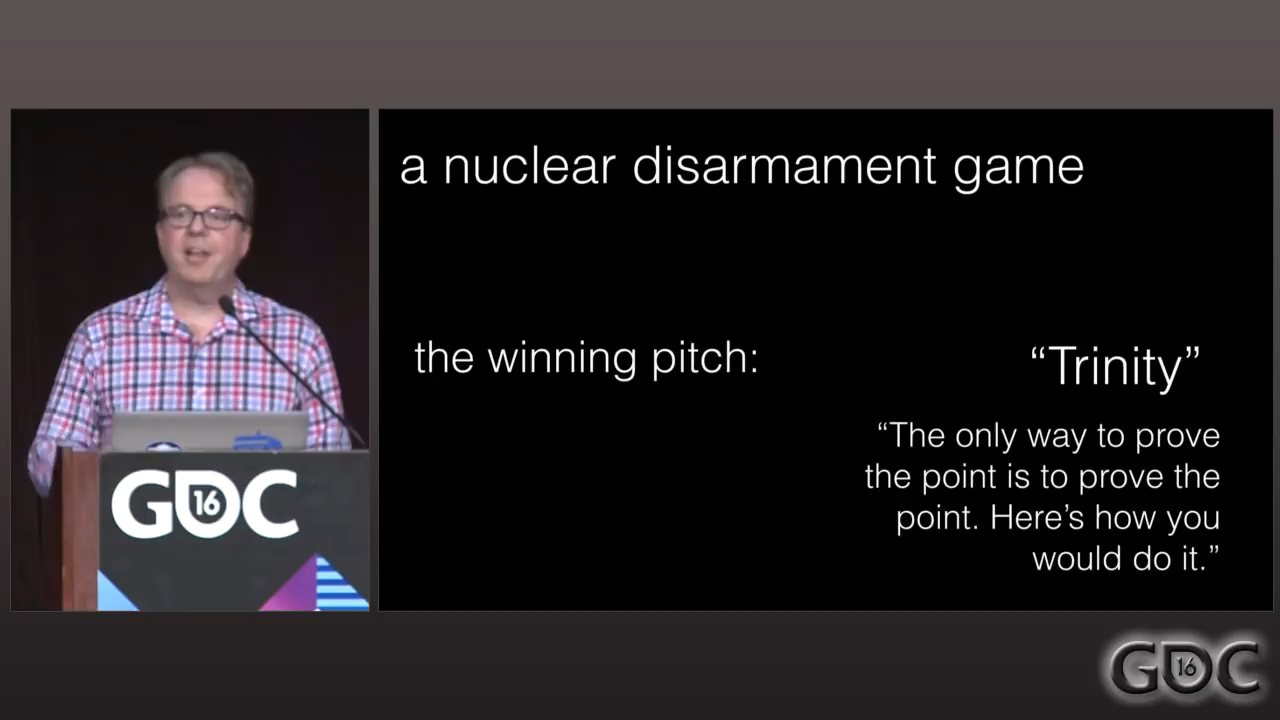 a nuclear disarmament game
the winning pitch:
“Trinity”
“The only way to prove
the point is to prove the
point. Here’s how you
would do it.”
GDC
16
GDC
16